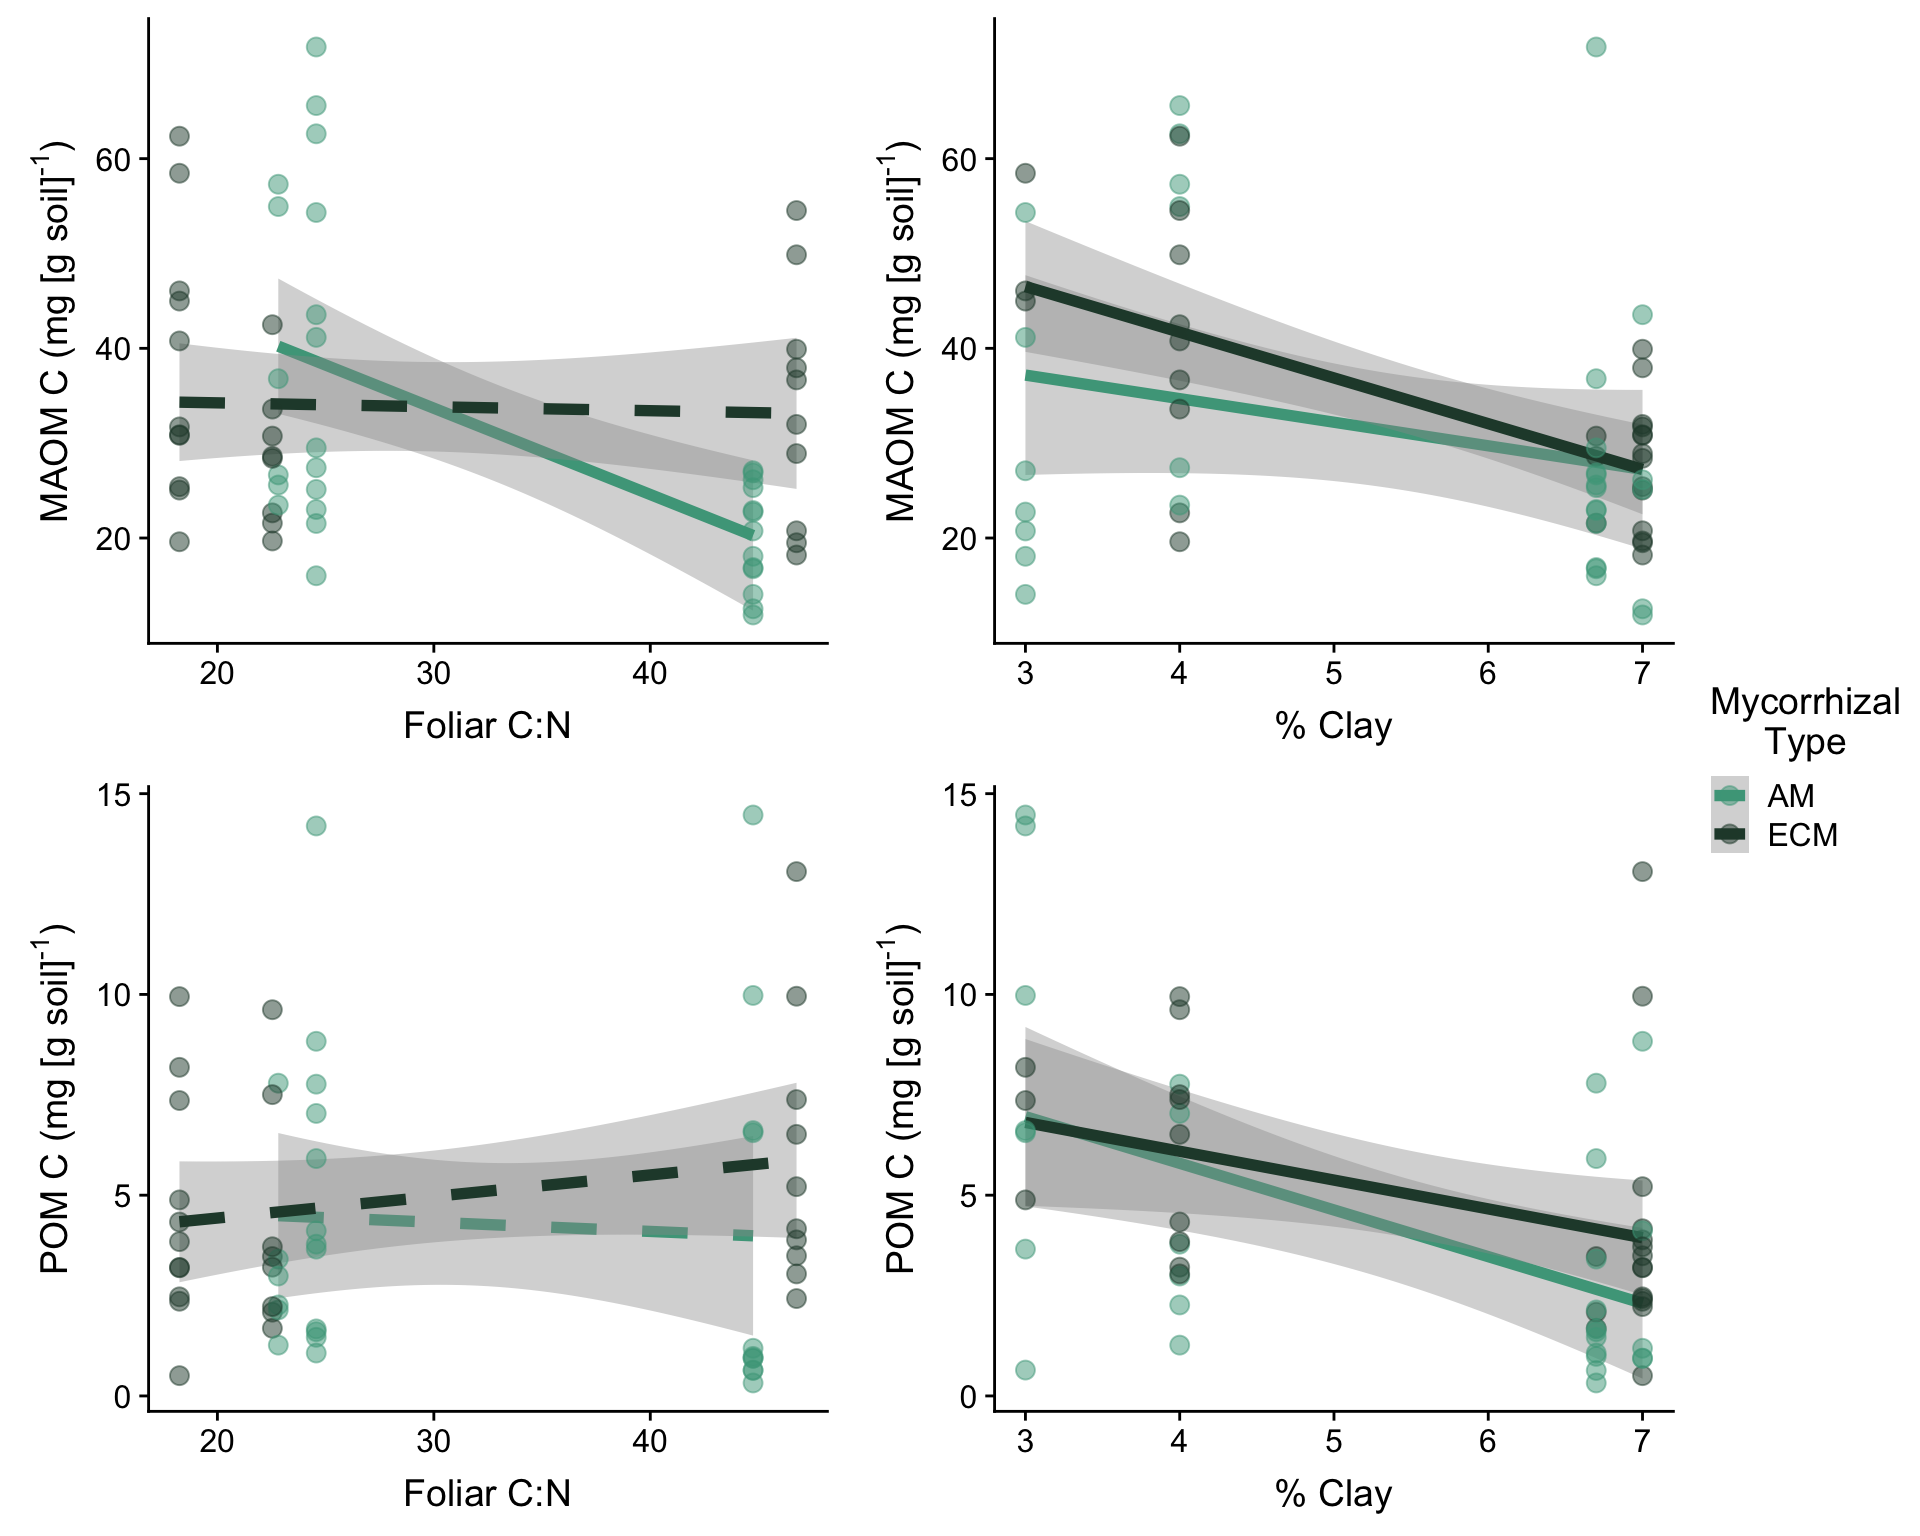 MAOM C (mg [g soil]⁻¹)
60
40
20
20 30 40
Foliar C:N
MAOM C (mg [g soil]⁻¹)
60
40
20
3 4 5 6 7
% Clay
POM C (mg [g soil]⁻¹)
15
10
5
0
20 30 40
Foliar C:N
POM C (mg [g soil]⁻¹)
15
10
5
0
3 4 5 6 7
% Clay
Mycorrhizal
Type
AM
ECM